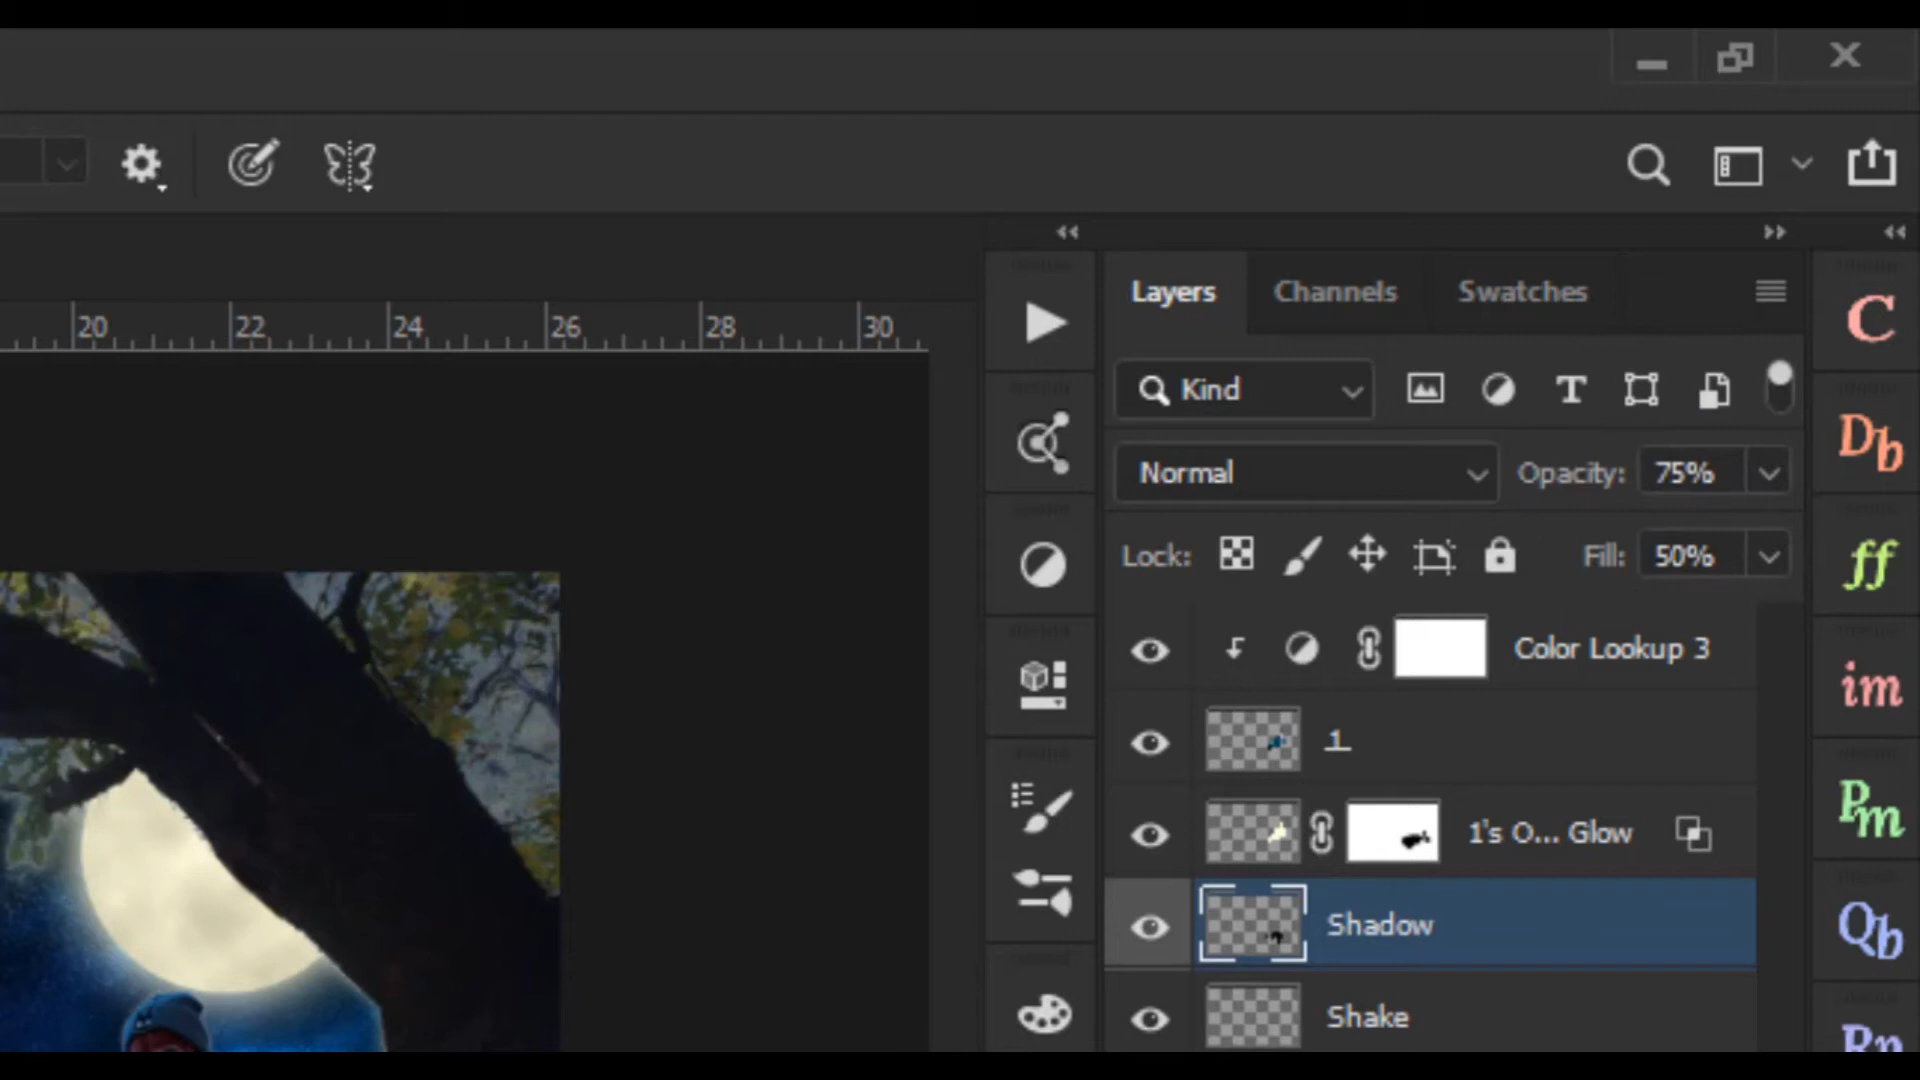 20 22 24 26 28 30
Layers Channels Swatches
Kind
Normal Opacity: 75%
Lock: Fill: 50%
Color Lookup 3
1
1's O... Glow
Shadow
Shake
C
Db
ff
im
Pm
Qb